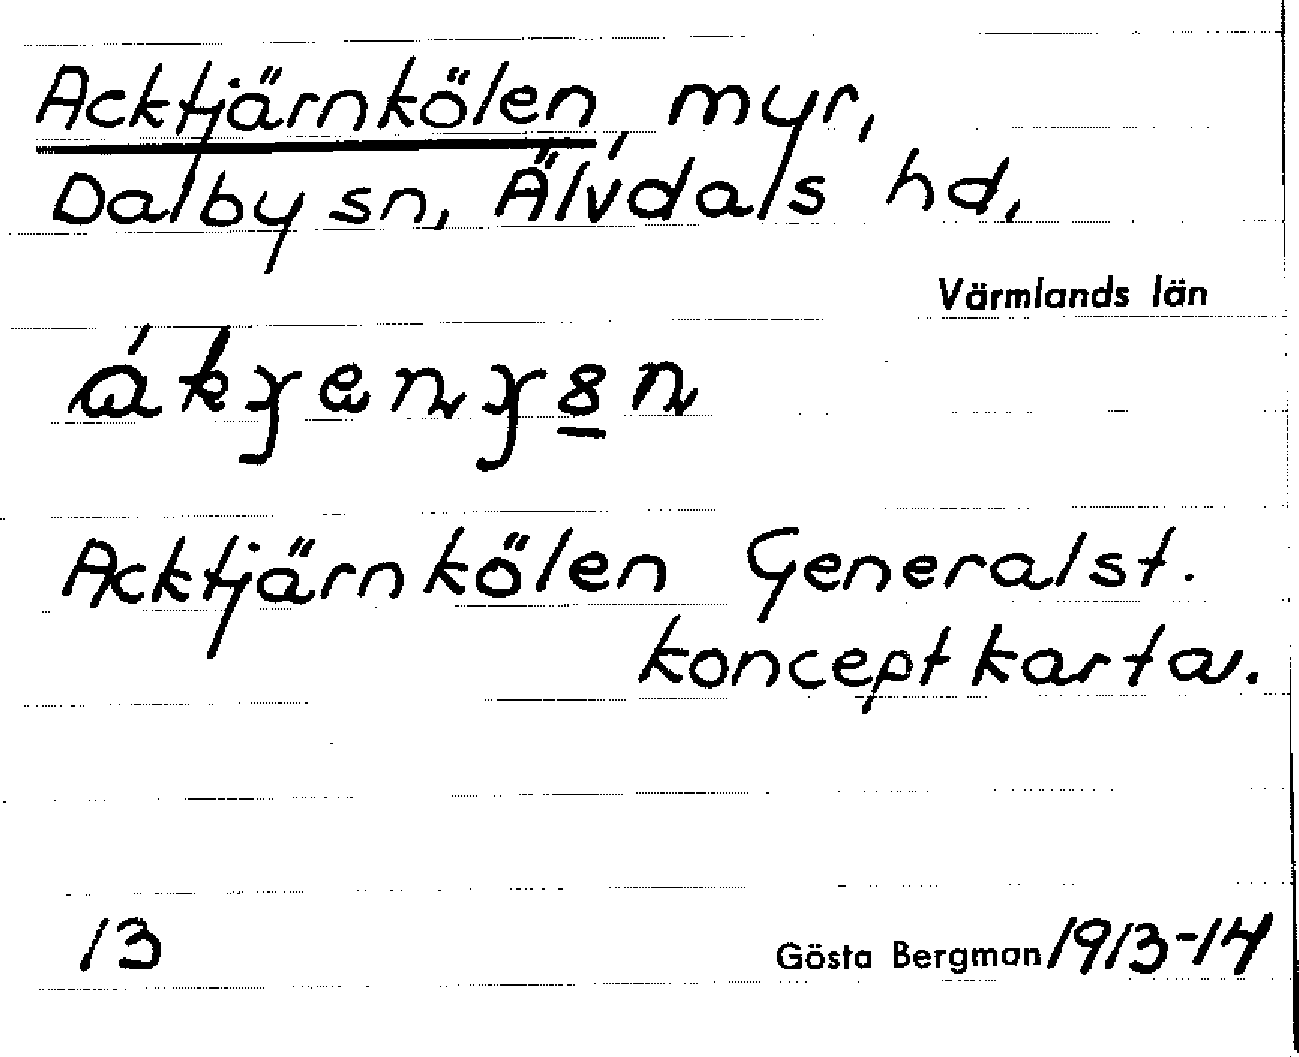 Acktjärnkölen, myr,
Dalby sn, Älvdals hd,
Värmlands län
Acktjärnkölen Generalst.
konceptkarta.
13 Gösta Bergman 1913-14